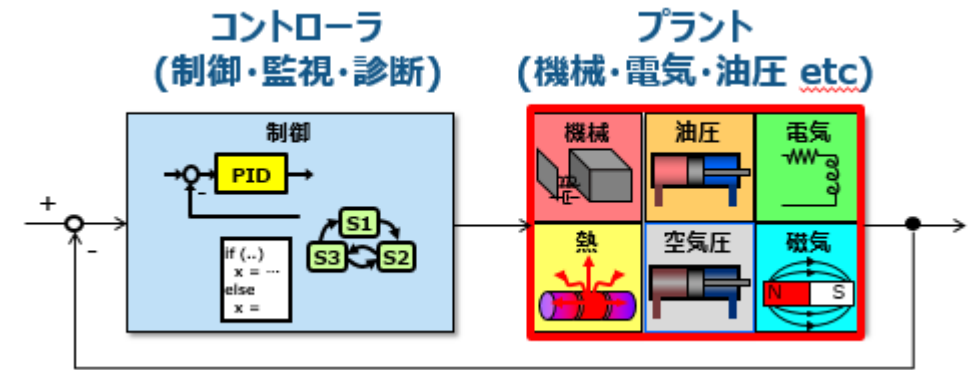 コントローラ
(制御・監視・診断)
プラント
(機械・電気・油圧 etc)
制御
PID
-
S1
S3
S2
if (..)
x = …
else
x =
機械
油圧
電気
熱
空気圧
磁気
N
S
+
-